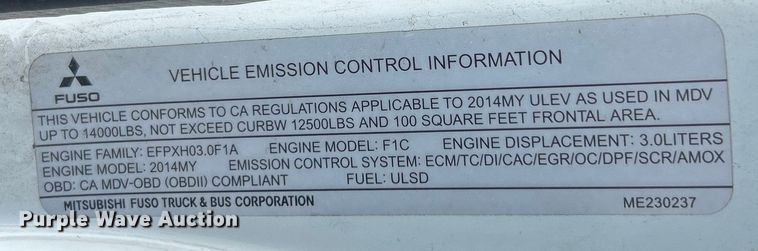 FUSO
VEHICLE EMISSION CONTROL INFORMATION
THIS VEHICLE CONFORMS TO CA REGULATIONS APPLICABLE TO 2014MY ULEV AS USED IN MDV
UP TO 14000LBS, NOT EXCEED CURBW 12500LBS AND 100 SQUARE FEET FRONTAL AREA.
ENGINE FAMILY: EFPXH03.0F1A ENGINE MODEL: F1C ENGINE DISPLACEMENT: 3.0LITERS
ENGINE MODEL: 2014MY EMISSION CONTROL SYSTEM: ECM/TC/DI/CAC/EGR/OC/DPF/SCR/AMOX
OBD: CA MDV-OBD (OBDII) COMPLIANT FUEL: ULSD
MITSUBISHI FUSO TRUCK & BUS CORPORATION ME230237
Purple Wave Auction